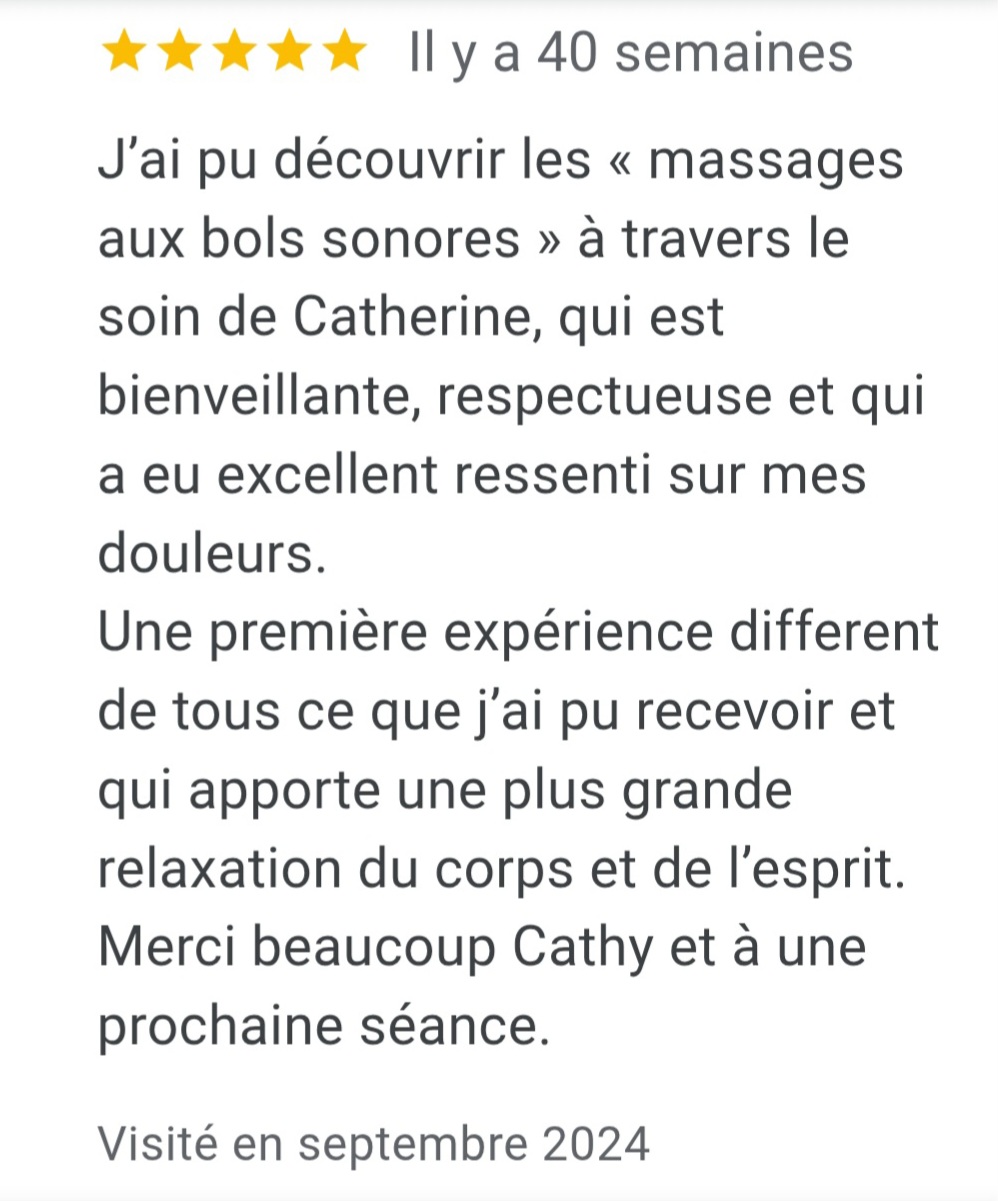 Il y a 40 semaines
J’ai pu découvrir les « massages
aux bols sonores » à travers le
soin de Catherine, qui est
bienveillante, respectueuse et qui
a eu excellent ressenti sur mes
douleurs.
Une première expérience different
de tous ce que j’ai pu recevoir et
qui apporte une plus grande
relaxation du corps et de l’esprit.
Merci beaucoup Cathy et à une
prochaine séance.
Visité en septembre 2024